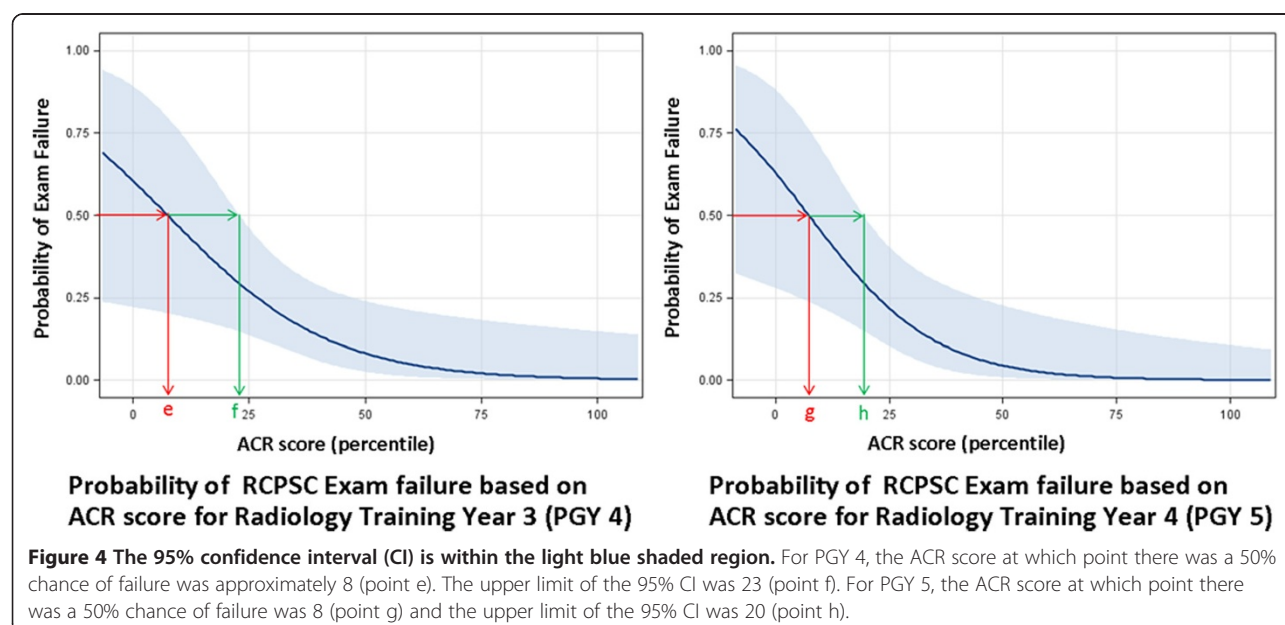 1.00
0.75
0.50
0.25
0.00
Probability of Exam Failure
0 e f 25 50 75 100
ACR score (percentile)
Probability of RCPSC Exam failure based on
ACR score for Radiology Training Year 3 (PGY 4)
1.00
0.75
0.50
0.25
0.00
Probability of Exam Failure
0 g h 25 50 75 100
ACR score (percentile)
Probability of RCPSC Exam failure based on
ACR score for Radiology Training Year 4 (PGY 5)
Figure 4 The 95% confidence interval (CI) is within the light blue shaded region. For PGY 4, the ACR score at which point there was a 50%
chance of failure was approximately 8 (point e). The upper limit of the 95% CI was 23 (point f). For PGY 5, the ACR score at which point there
was a 50% chance of failure was 8 (point g) and the upper limit of the 95% CI was 20 (point h).